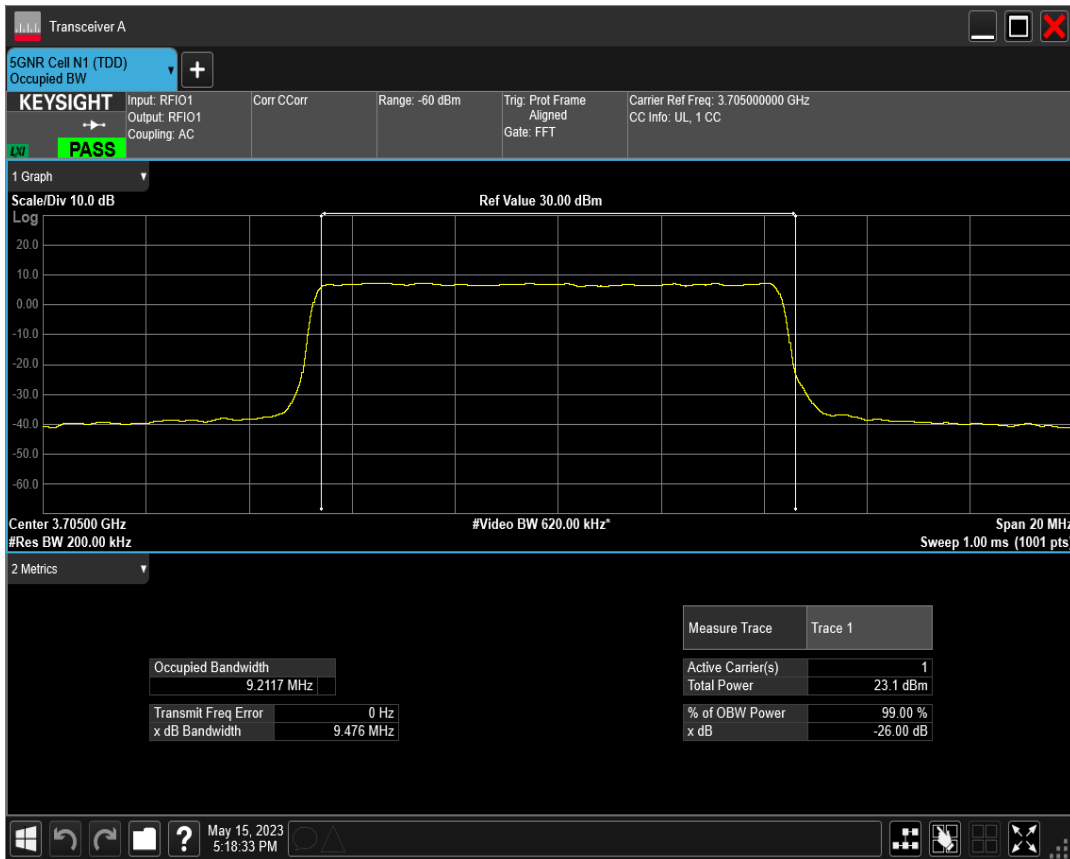 Transceiver A
5GNR Cell N1 (TDD)
Occupied BW
+
KEYSIGHT
LXI
PASS
Input: RFIO1
Output: RFIO1
Coupling: AC
Corr CCorr
Range: -60 dBm
Trig: Prot Frame
Aligned
Gate: FFT
Carrier Ref Freq: 3.705000000 GHz
CC Info: UL, 1 CC
1 Graph
Scale/Div 10.0 dB
Ref Value 30.00 dBm
Log
20.0
10.0
0.00
-10.0
-20.0
-30.0
-40.0
-50.0
-60.0
Center 3.70500 GHz
#Video BW 620.00 kHz*
Span 20 MHz
#Res BW 200.00 kHz
Sweep 1.00 ms (1001 pts)
2 Metrics
Measure Trace Trace 1
Occupied Bandwidth
9.2117 MHz
Active Carrier(s) 1
Total Power 23.1 dBm
Transmit Freq Error 0 Hz
x dB Bandwidth 9.476 MHz
% of OBW Power 99.00 %
x dB -26.00 dB
?
May 15, 2023
5:18:33 PM